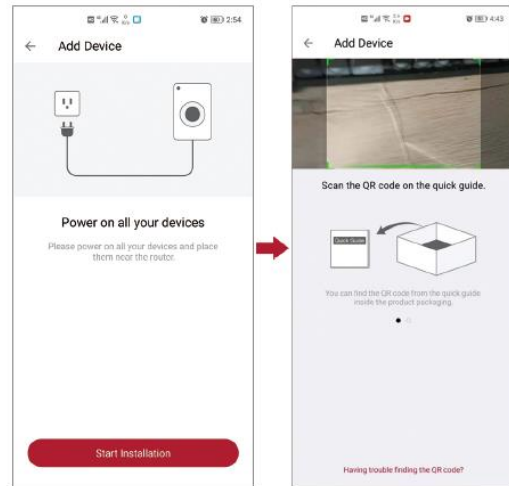 2:54
← Add Device
Power on all your devices
Please power on all your devices and place
them near the router.
Start Installation
4:43
← Add Device
Scan the QR code on the quick guide.
Quick Guide
You can find the QR code from the quick guide
inside the product packaging.
Having trouble finding the QR code?